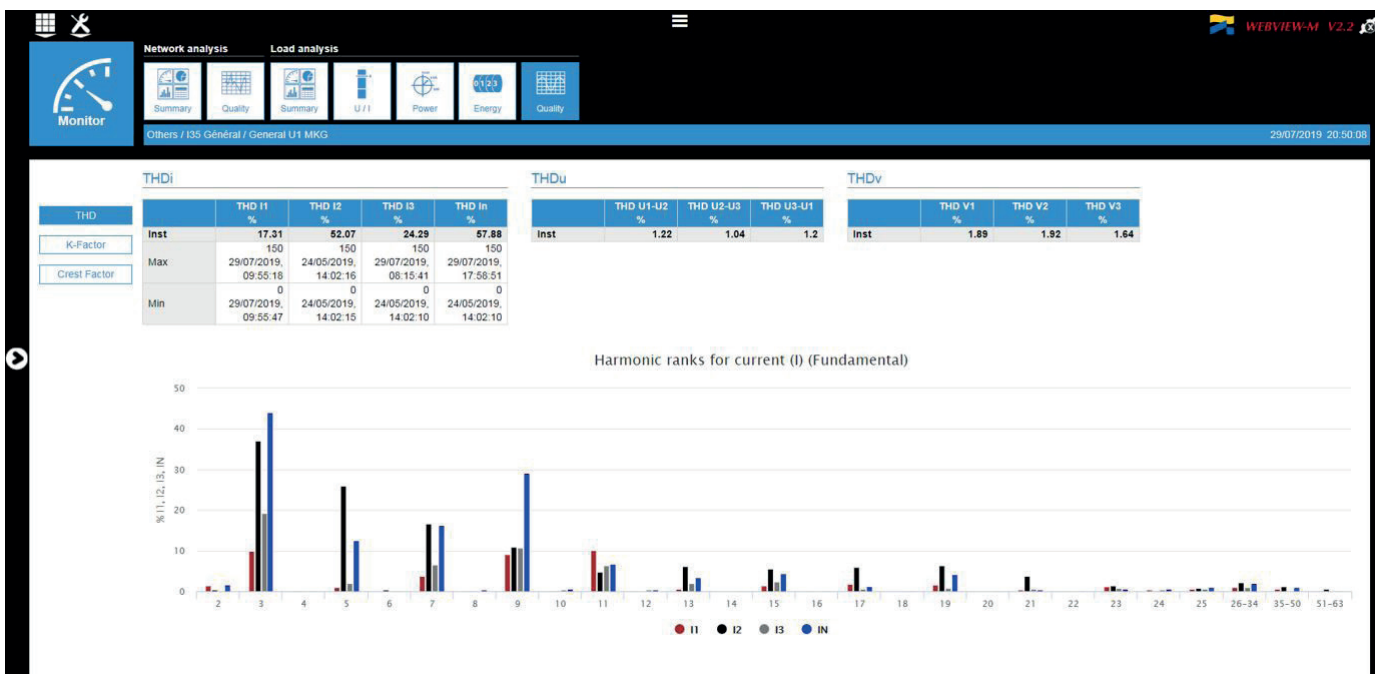 WEBVIEW-M V2.2
Network analysis Load analysis
Monitor
Summary Quality Summary U / I Power Energy Quality
Others / I35 Général / General U1 MKG 29/07/2019 20:50:08
THDi THDu THDv
THD
K-Factor
Crest Factor
THD I1 THD I2 THD I3 THD In
% % % %
Inst 17.31 52.07 24.29 57.88
150 150 150 150
Max 29/07/2019, 24/05/2019, 29/07/2019, 29/07/2019,
09:55:18 14:02:16 08:15:41 17:58:51
0 0 0 0
Min 29/07/2019, 24/05/2019, 24/05/2019, 24/05/2019,
09:55:47 14:02:15 14:02:10 14:02:10
THD U1-U2 THD U2-U3 THD U3-U1
% % %
Inst 1.22 1.04 1.2
THD V1 THD V2 THD V3
% % %
Inst 1.89 1.92 1.64
Harmonic ranks for current (I) (Fundamental)
% I1, I2, I3, IN
50
40
30
20
10
0
2 3 4 5 6 7 8 9 10 11 12 13 14 15 16 17 18 19 20 21 22 23 24 25 26-34 35-50 51-63
I1 I2 I3 IN